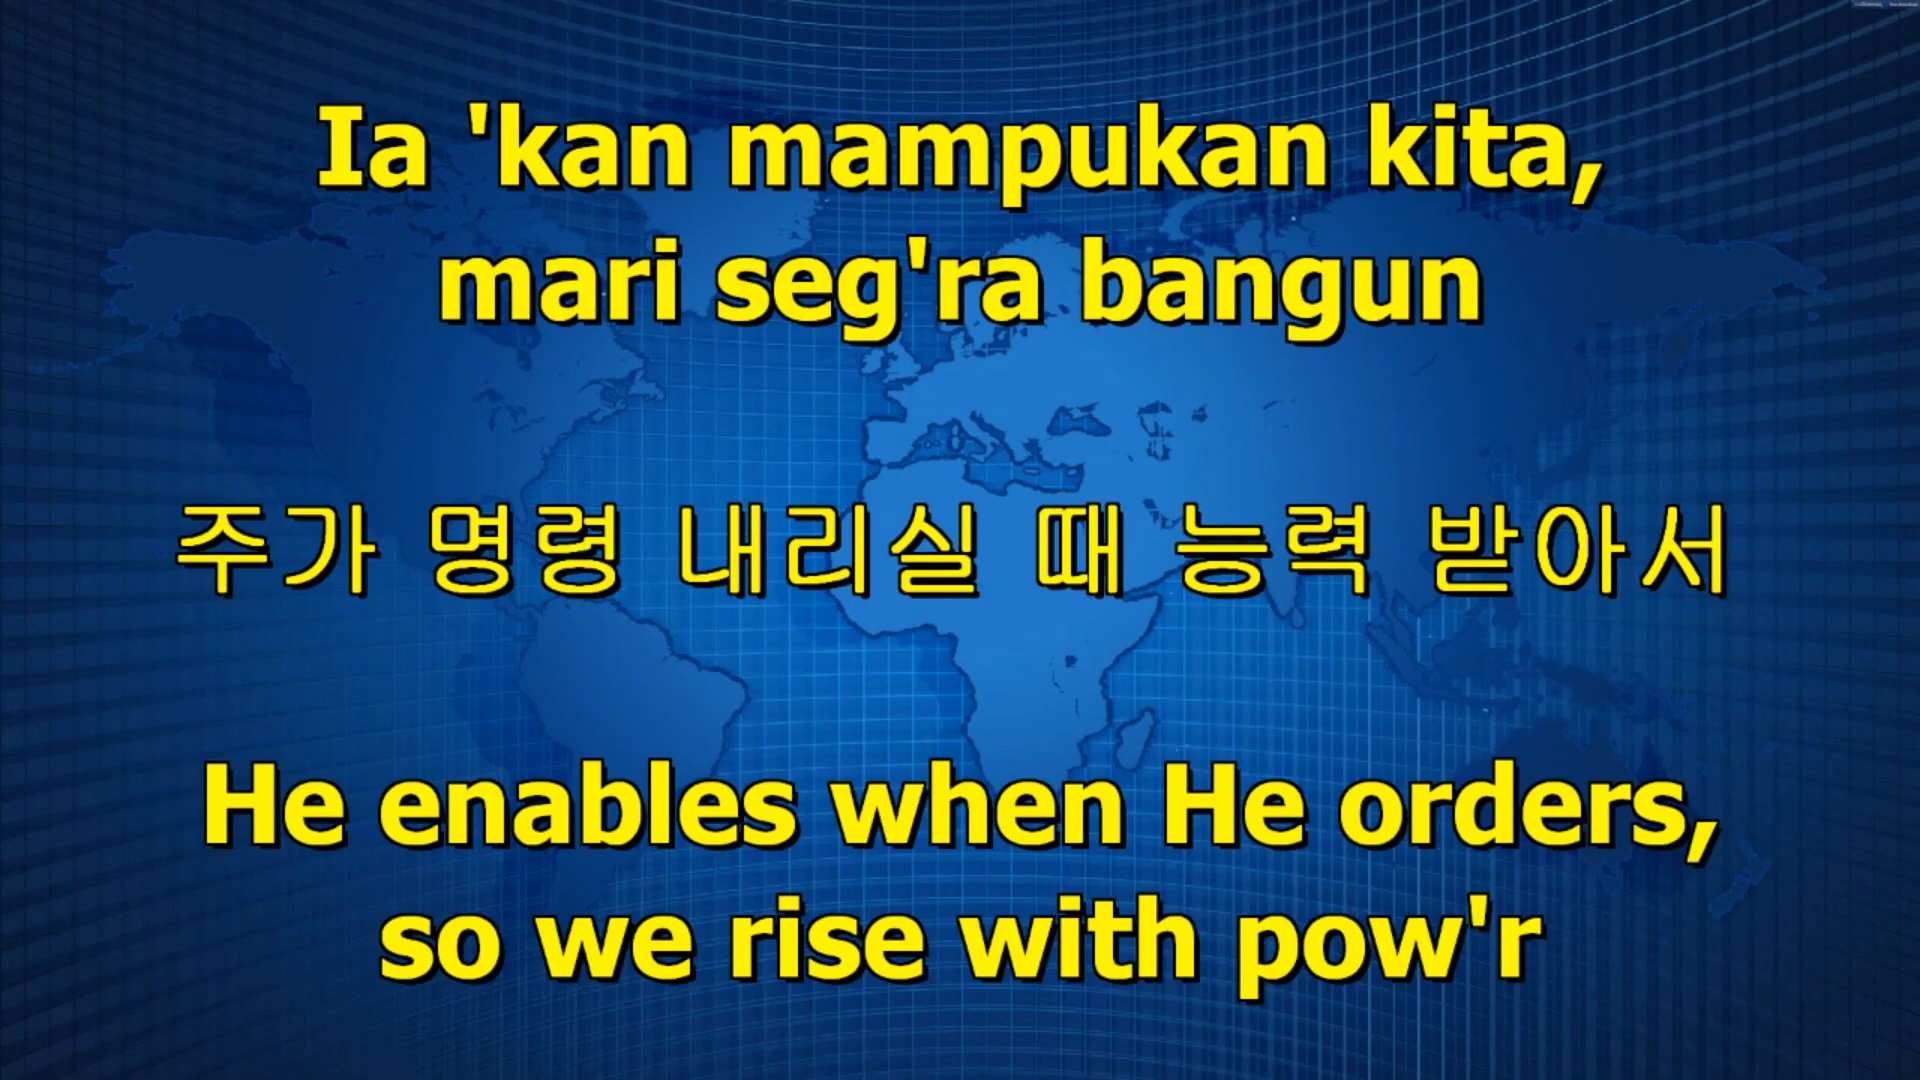 Ia 'kan mampukan kita,
mari seg'ra bangun
주가 명령 내리실 때 능력 받아서
He enables when He orders,
so we rise with pow'r